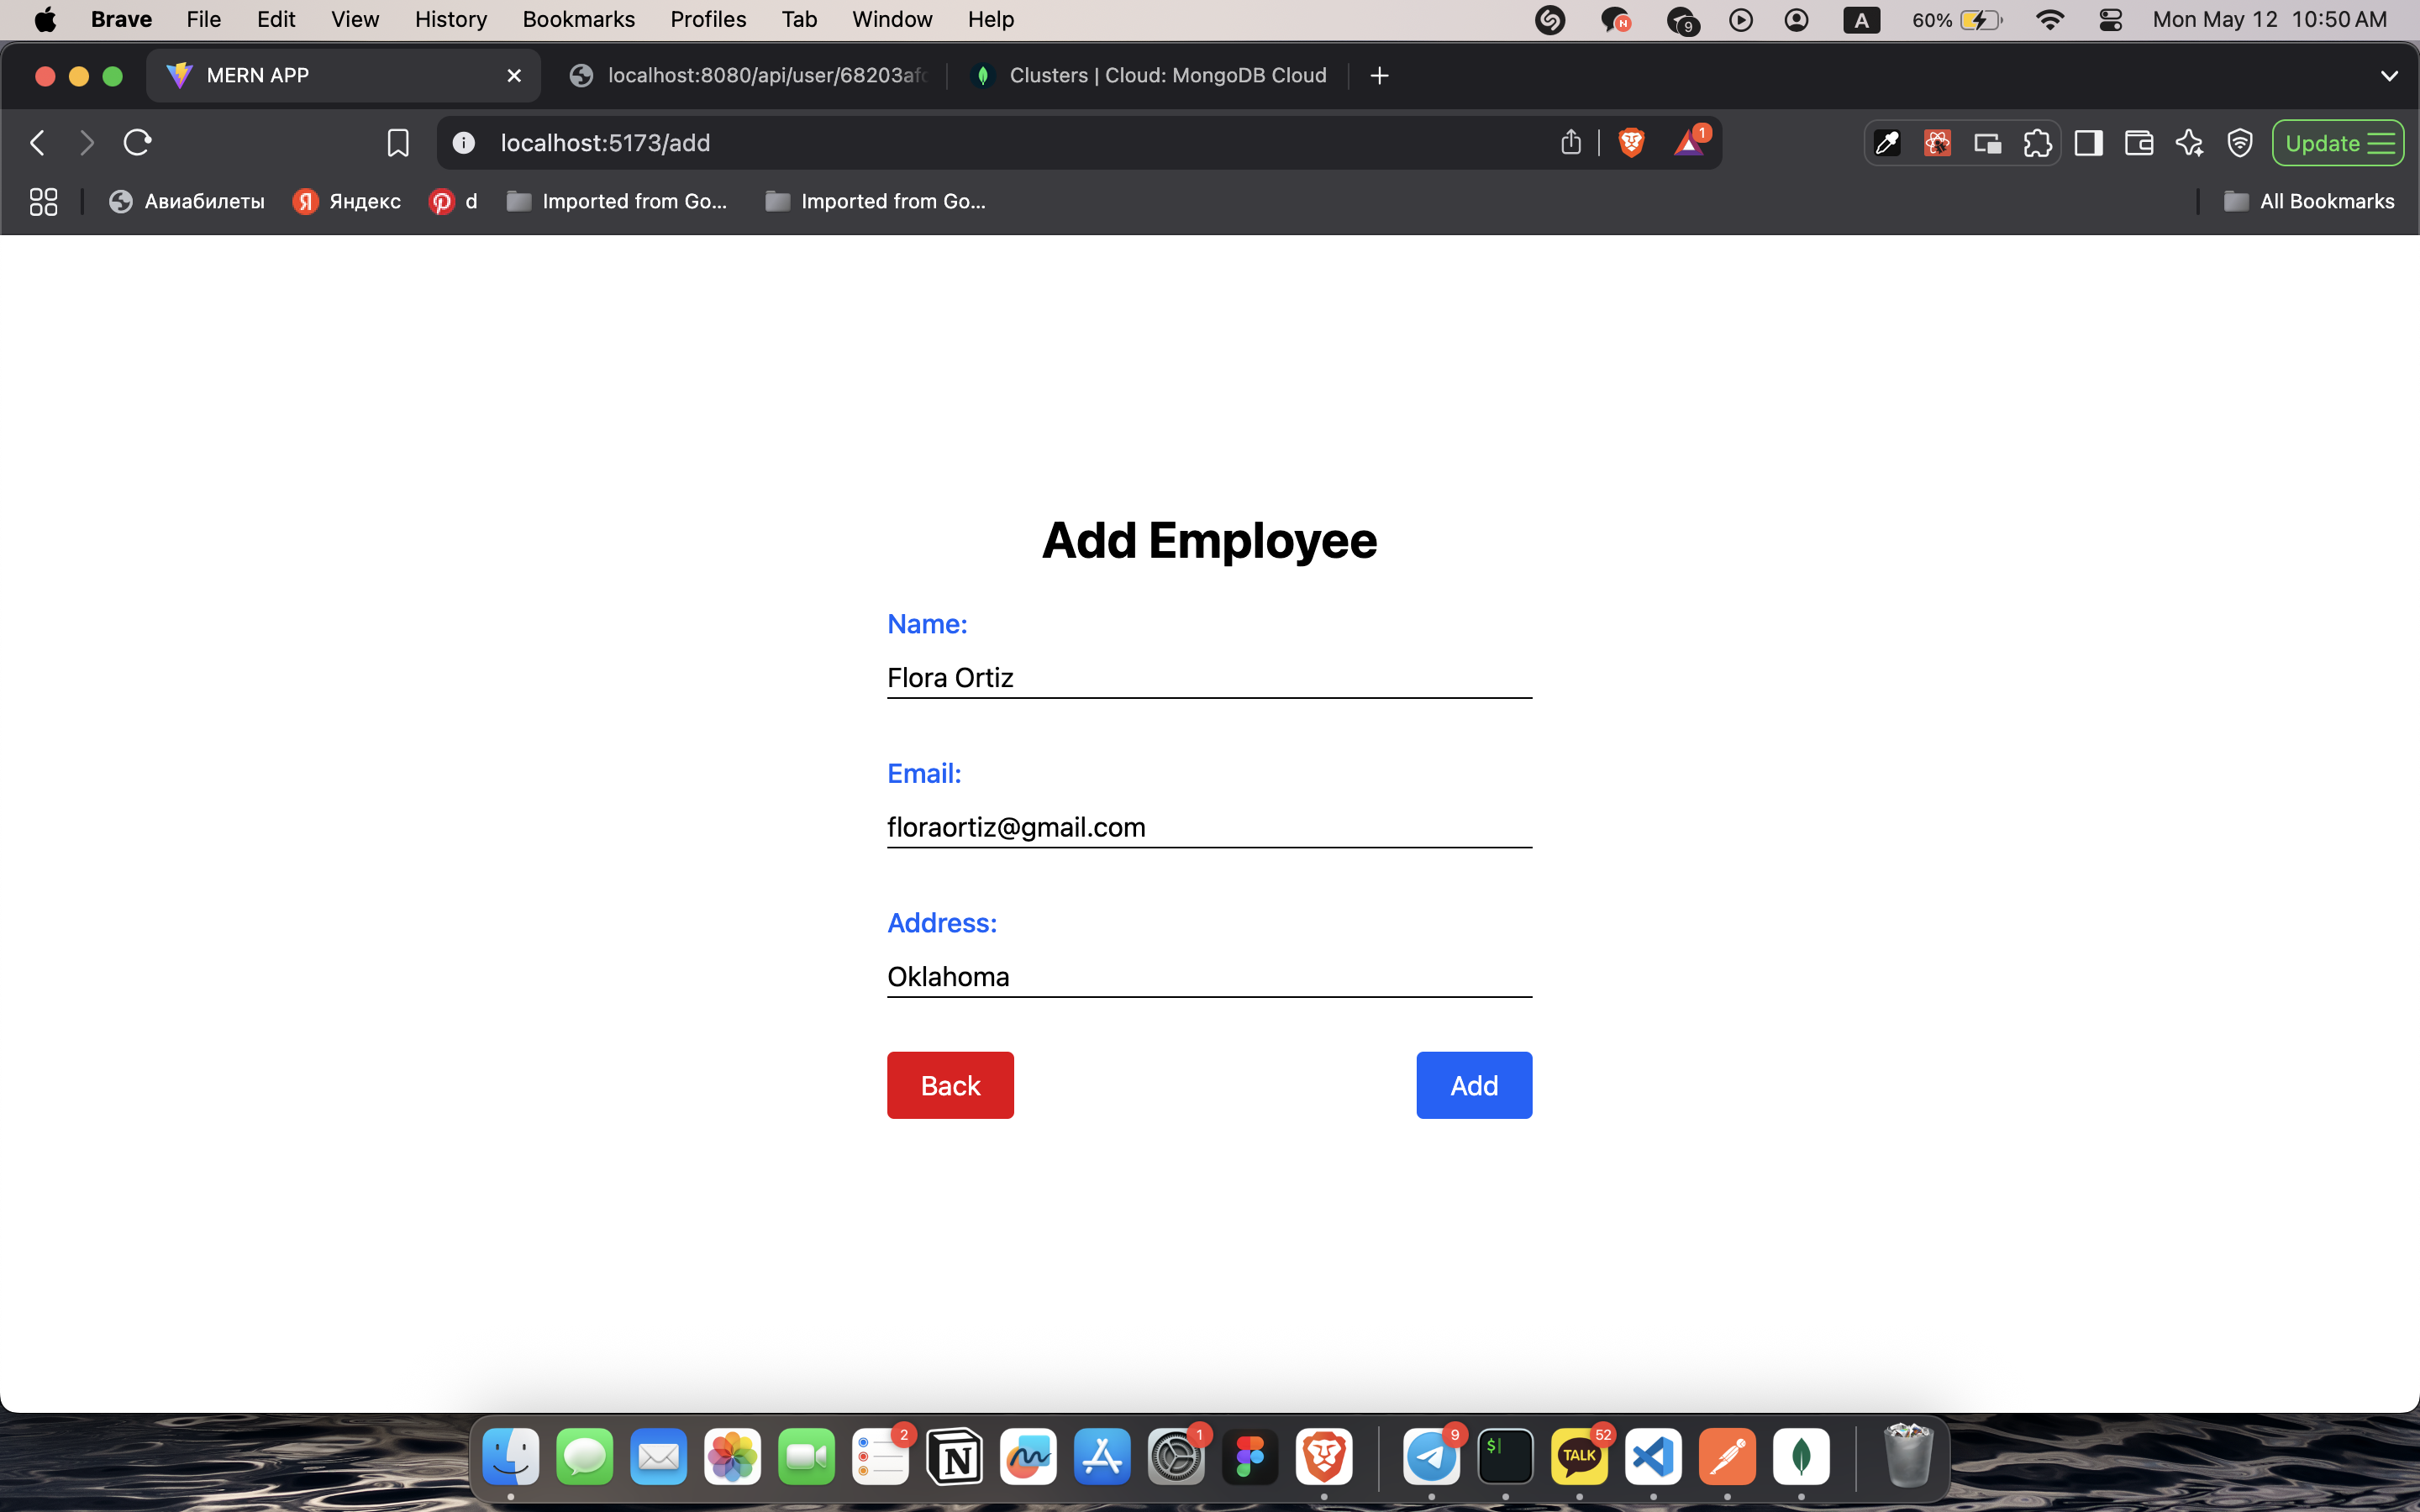 Brave File Edit View History Bookmarks Profiles Tab Window Help N 9 A 60% Mon May 12 10:50 AM
MERN APP localhost:8080/api/user/68203af Clusters | Cloud: MongoDB Cloud
localhost:5173/add 1 Update
Авиабилеты Я Яндекс d Imported from Go... Imported from Go... All Bookmarks
Add Employee
Name:
Flora Ortiz
Email:
floraortiz@gmail.com
Address:
Oklahoma
Back Add
2 N 1 9 $ TALK 52